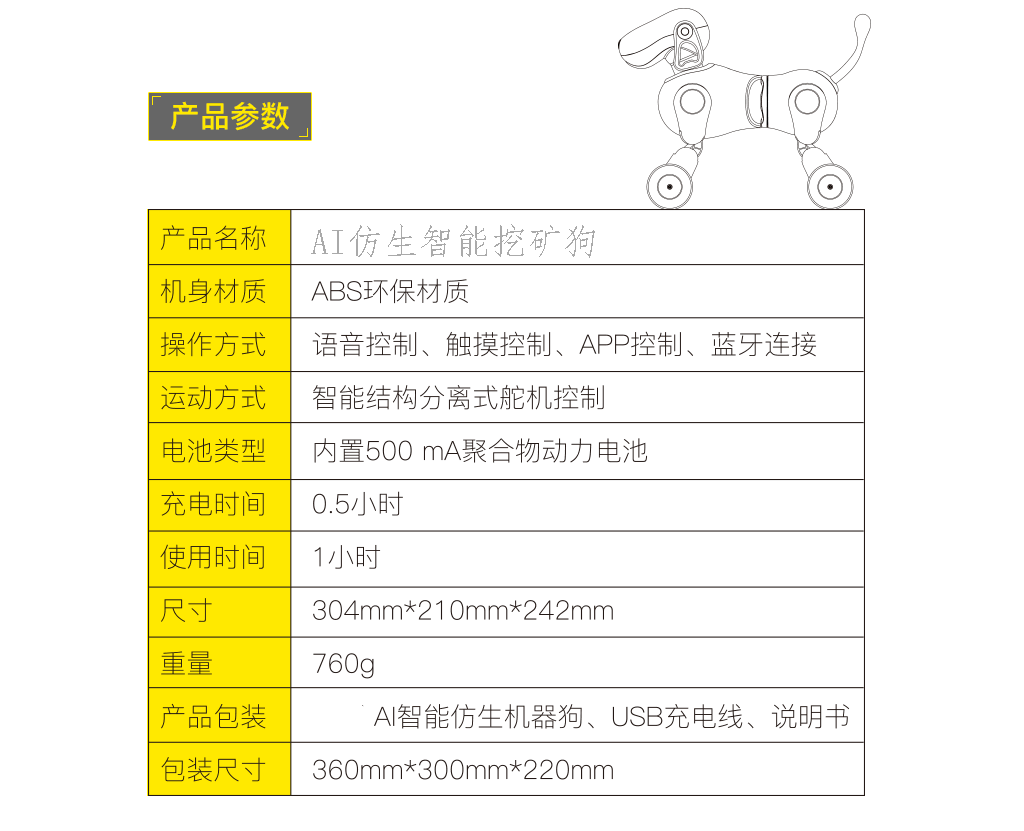 产品参数
产品名称 AI仿生智能挖矿狗
机身材质 ABS环保材质
操作方式 语音控制、触摸控制、APP控制、蓝牙连接
运动方式 智能结构分离式舵机控制
电池类型 内置500 mA聚合物动力电池
充电时间 0.5小时
使用时间 1小时
尺寸 304mm*210mm*242mm
重量 760g
产品包装 AI智能仿生机器狗、USB充电线、说明书
包装尺寸 360mm*300mm*220mm